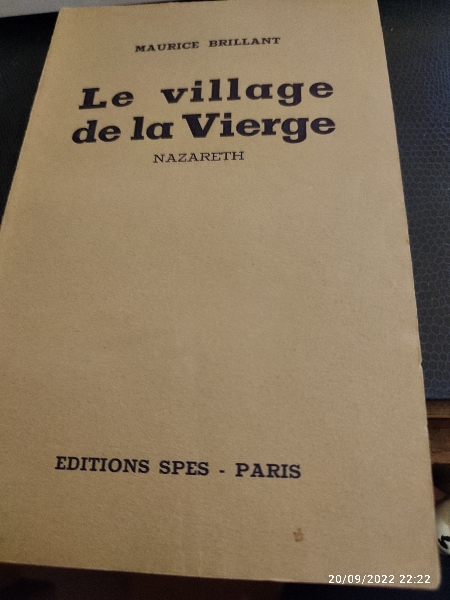 MAURICE BRILLANT
Le village
de la Vierge
NAZARETH
EDITIONS SPES - PARIS
20/09/2022 22:22